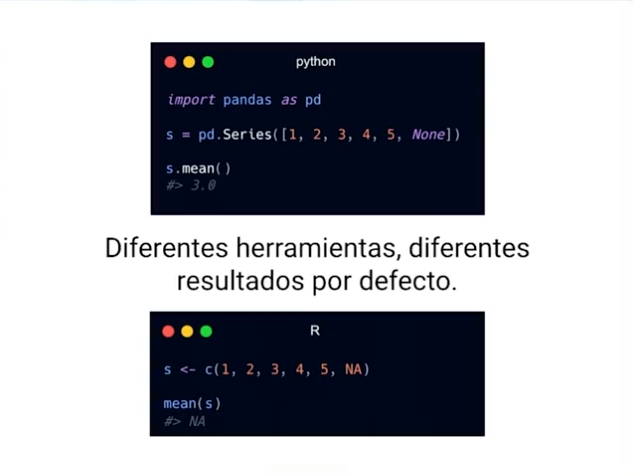 python
import pandas as pd
s = pd.Series([1, 2, 3, 4, 5, None])
s.mean()
#> 3.0
Diferentes herramientas, diferentes
resultados por defecto.
R
s <- c(1, 2, 3, 4, 5, NA)
mean(s)
#> NA